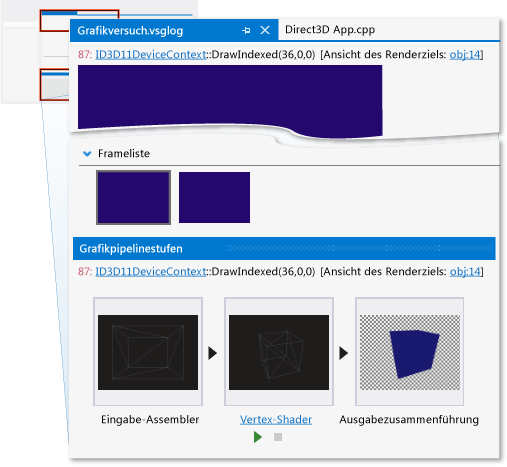 Grafikversuch.vsglog Direct3D App.cpp
87: ID3D11DeviceContext::DrawIndexed(36,0,0) [Ansicht des Renderziels: obj:14]
Frameliste
Grafikpipelinestufen
87: ID3D11DeviceContext::DrawIndexed(36,0,0) [Ansicht des Renderziels: obj:14]
Eingabe-Assembler Vertex-Shader Ausgabezusammenführung